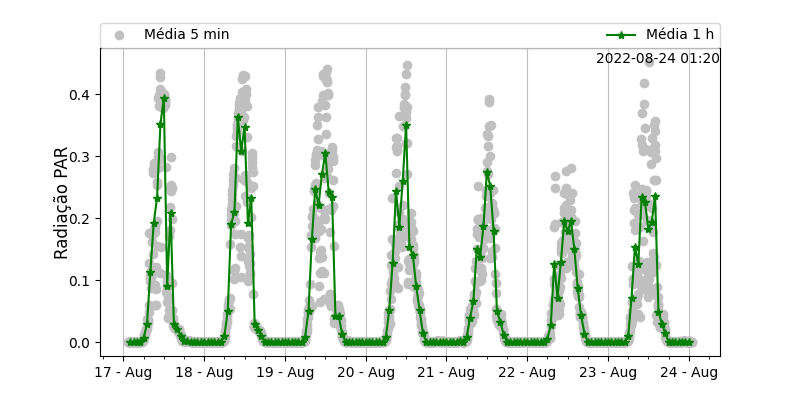 Média 5 min
Média 1 h
2022-08-24 01:20
Radiação PAR
0.4
0.3
0.2
0.1
0.0
17 - Aug
18 - Aug
19 - Aug
20 - Aug
21 - Aug
22 - Aug
23 - Aug
24 - Aug